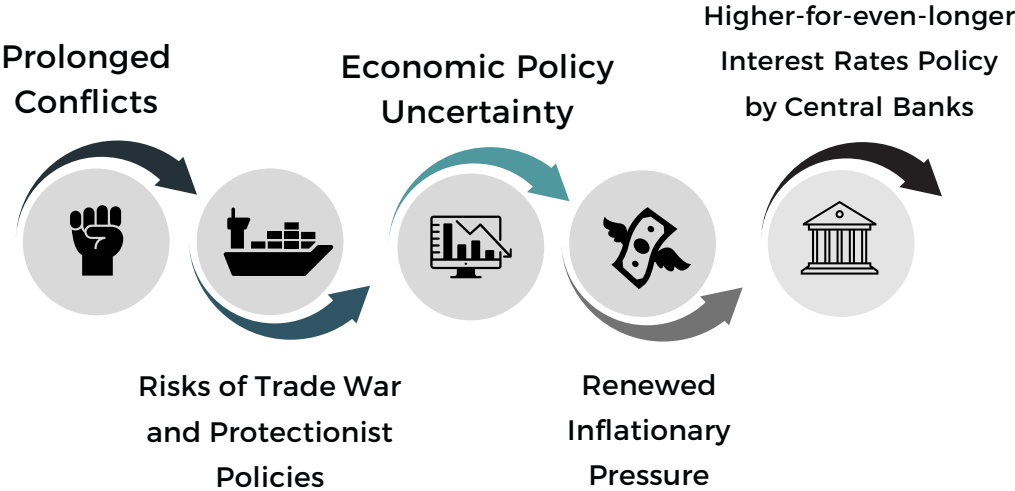 Prolonged
Conflicts
Risks of Trade War
and Protectionist
Policies
Economic Policy
Uncertainty
Renewed
Inflationary
Pressure
Higher-for-even-longer
Interest Rates Policy
by Central Banks